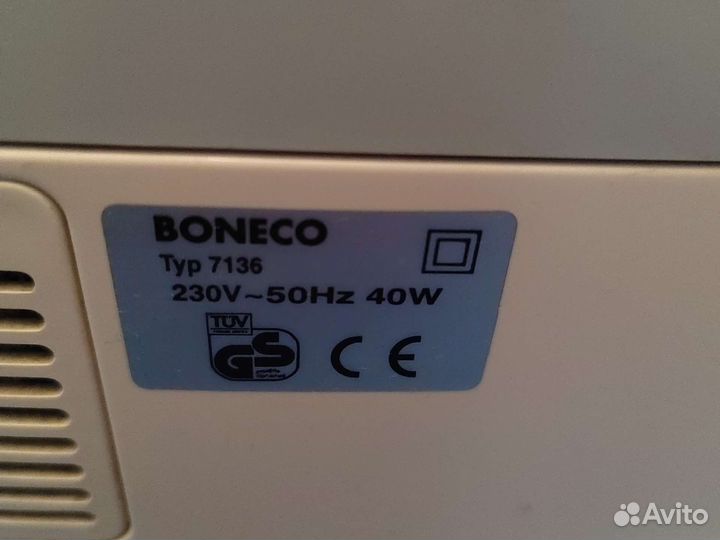 BONECO
Typ 7136
230V~50Hz 40W
TÜV
GS
CE
Avito